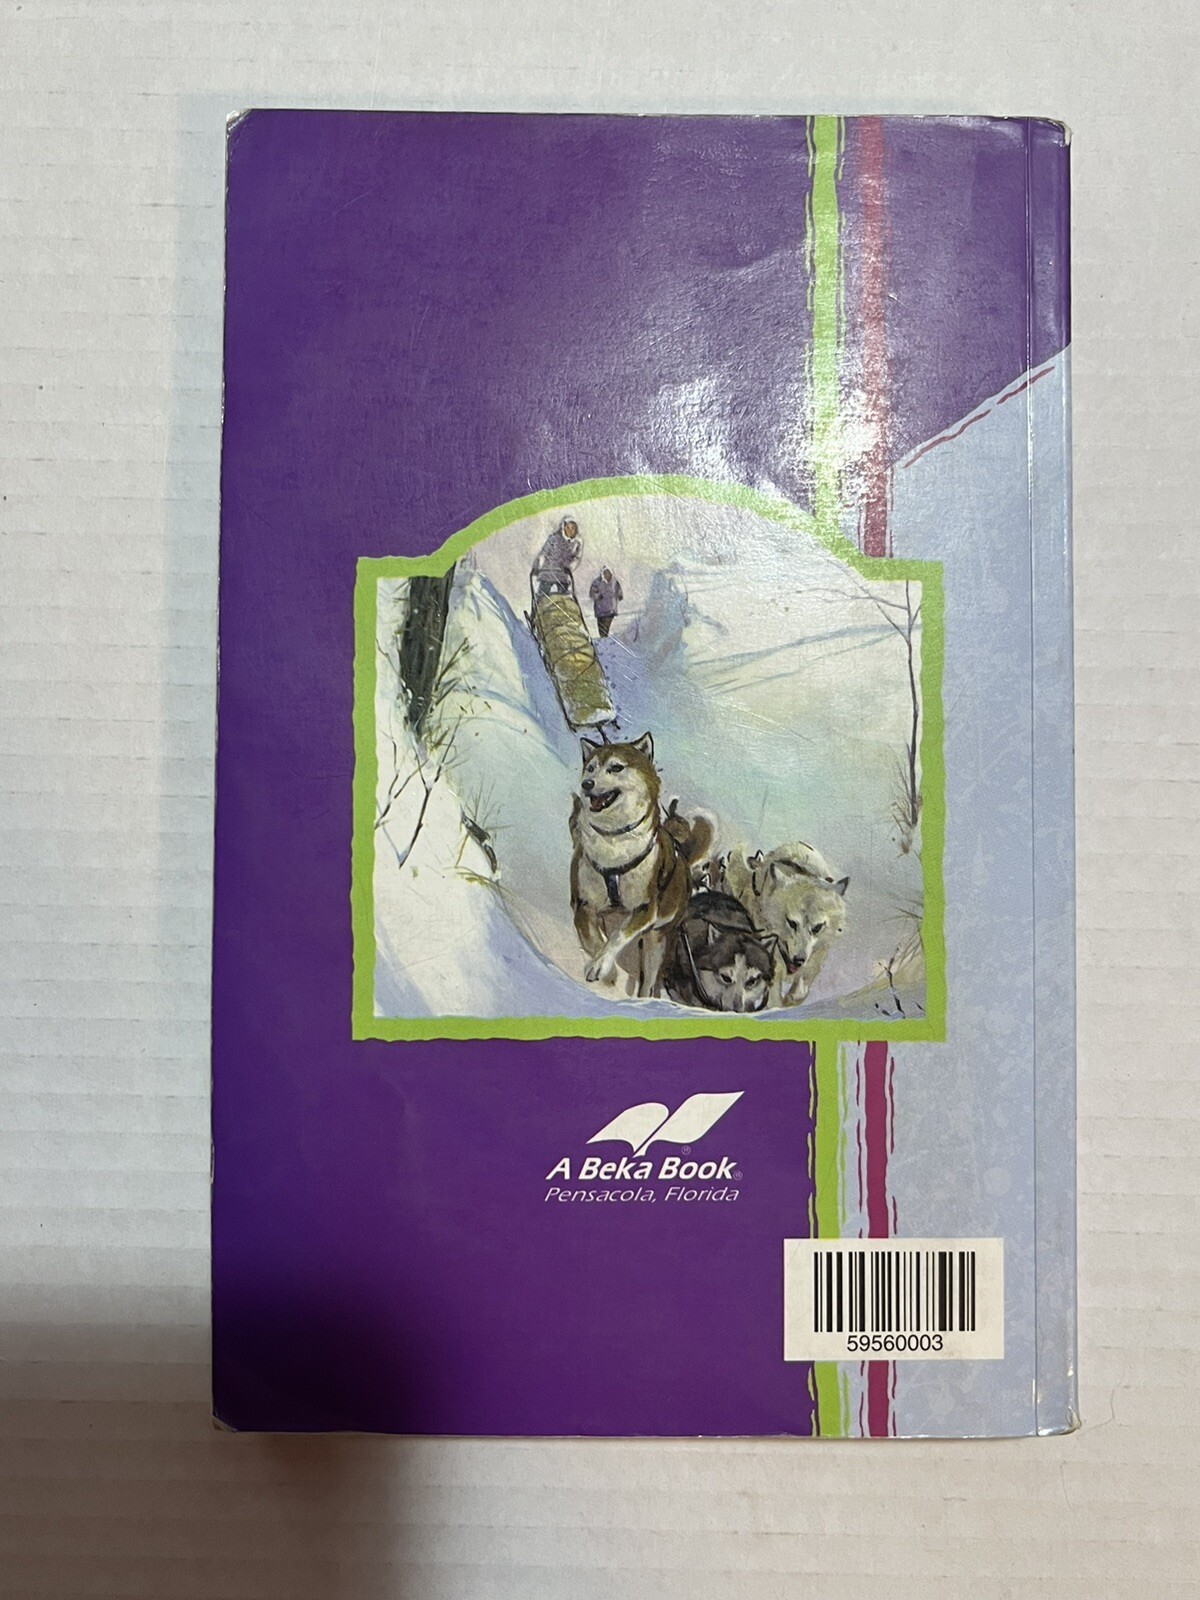 A Beka Book®
Pensacola, Florida
59560003